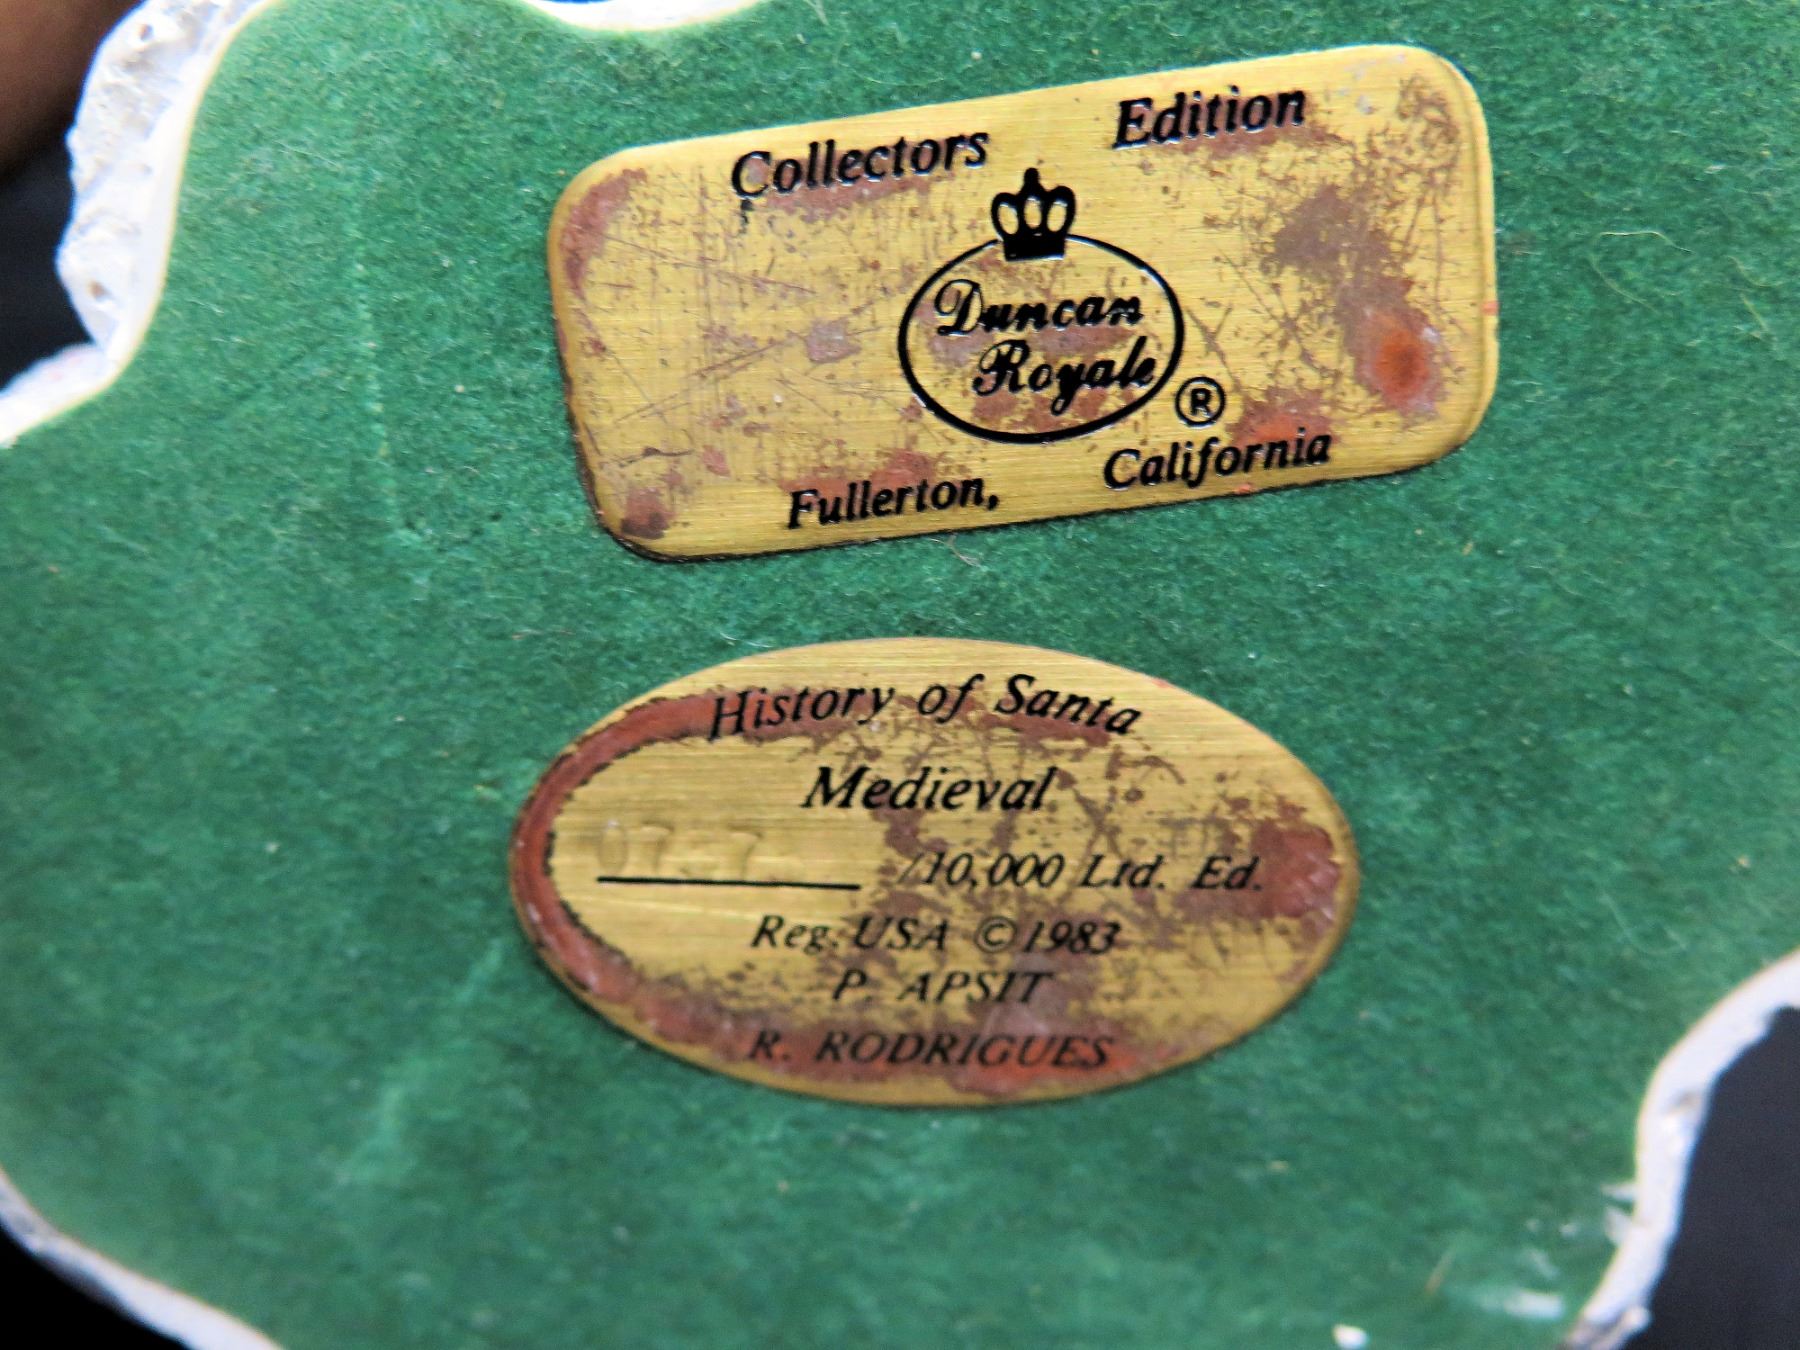 Collectors Edition
Duncan
Royale
®
Fullerton, California
History of Santa
Medieval
/10,000 Ltd. Ed.
Reg. USA © 1983
P. APSIT
R. RODRIGUES